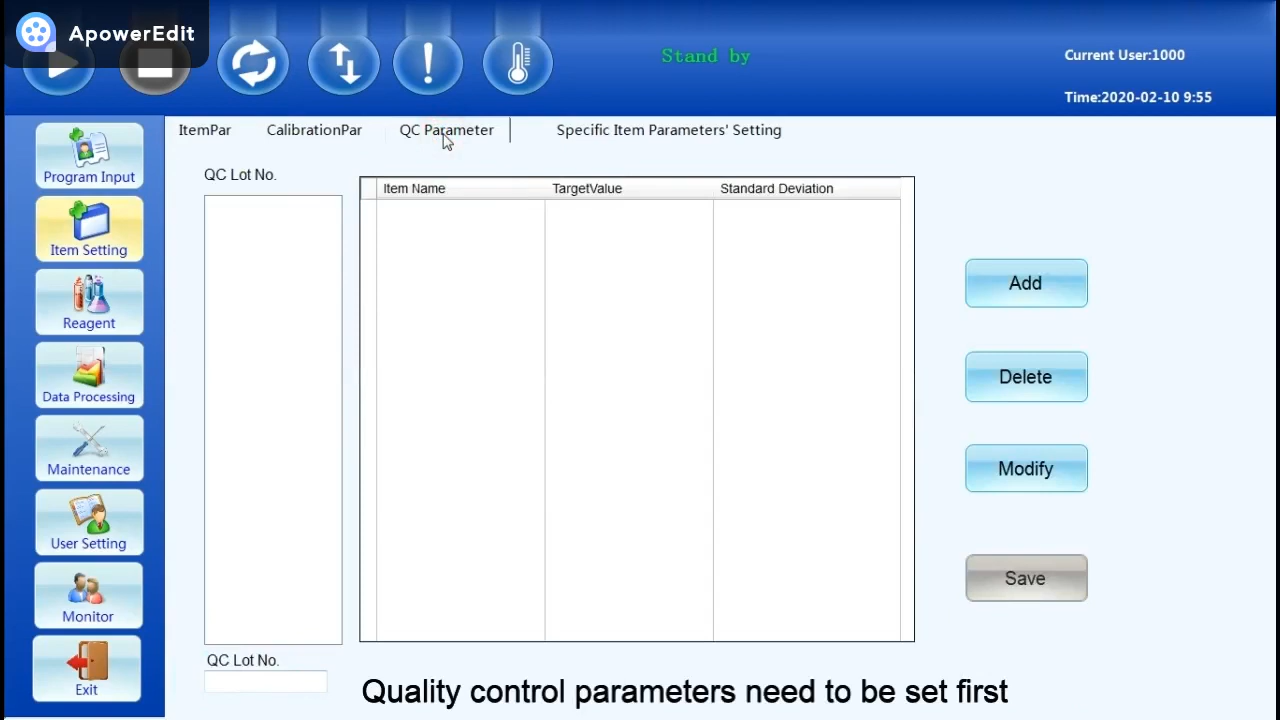 ApowerEdit
Stand by
Current User:1000
Time:2020-02-10 9:55
ItemPar
CalibrationPar
QC Parameter
Specific Item Parameters' Setting
Program Input
Item Setting
Reagent
Data Processing
Maintenance
User Setting
Monitor
Exit
QC Lot No.
Item Name
TargetValue
Standard Deviation
Add
Delete
Modify
Save
QC Lot No.
Quality control parameters need to be set first